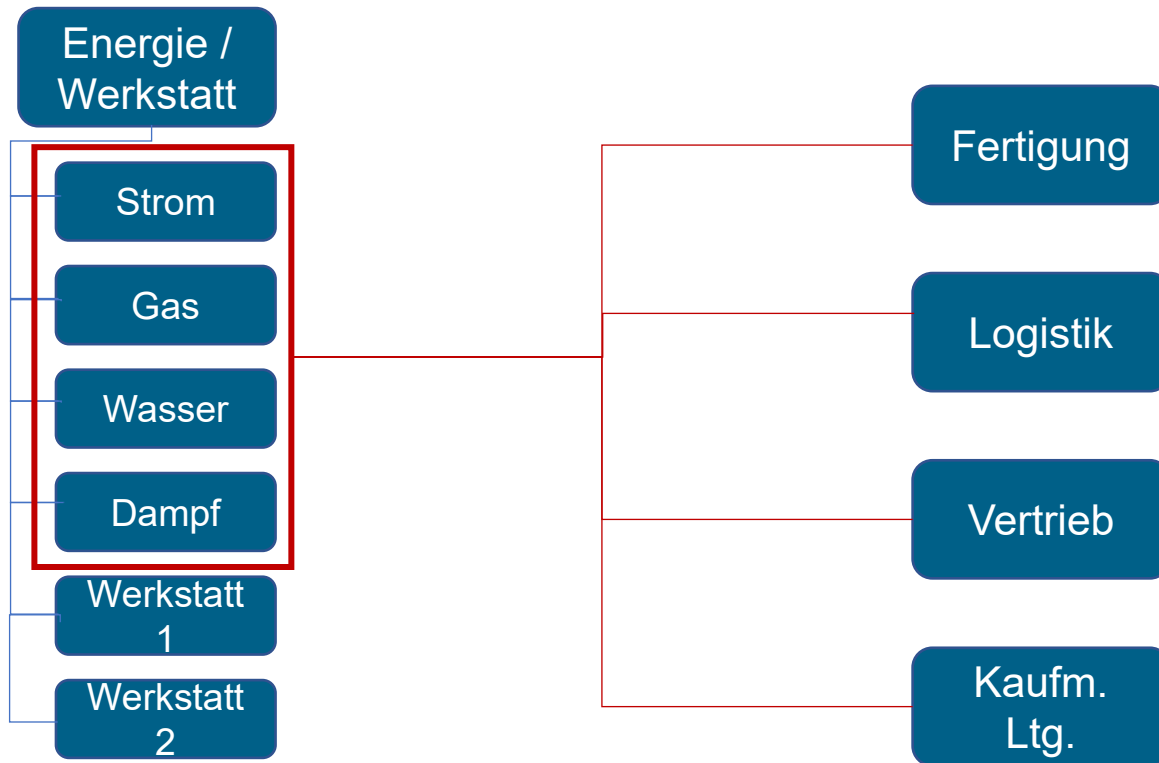 Energie /
Werkstatt
Strom
Gas
Wasser
Dampf
Werkstatt
1
Werkstatt
2
Fertigung
Logistik
Vertrieb
Kaufm.
Ltg.